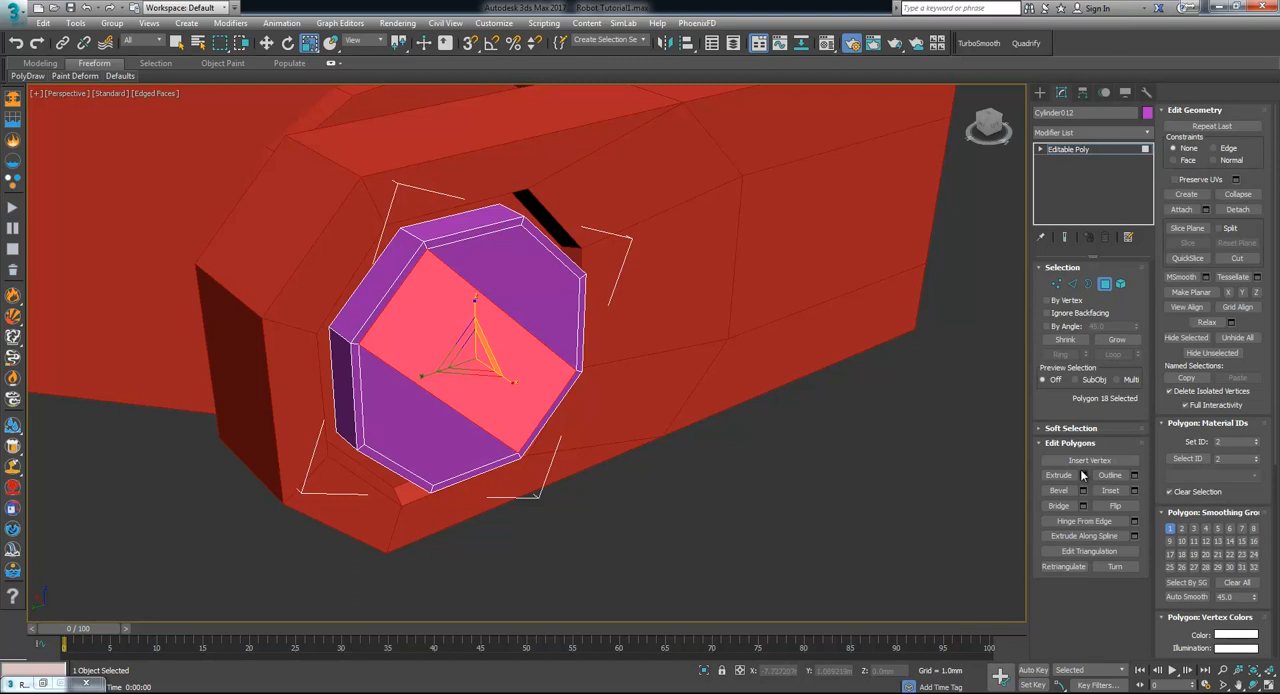 Autodesk 3ds Max 2017 Robot Tutorial1.max
Workspace: Default
Type a keyword or phrase
Sign In
Edit Tools Group Views Create Modifiers Animation Graph Editors Rendering Civil View Customize Scripting Content SimLab Help PhoenixFD
All
View
Create Selection Se
TurboSmooth Quadrify
Modeling Freeform Selection Object Paint Populate
PolyDraw Paint Deform Defaults
[+] [Perspective] [Standard] [Edged Faces]
Cylinder012
Modifier List
Editable Poly
Selection
By Vertex
Ignore Backfacing
By Angle: 45.0
Shrink Grow
Ring Loop
Preview Selection
Off SubObj Multi
Polygon 18 Selected
Soft Selection
Edit Polygons
Insert Vertex
Extrude Outline
Bevel Inset
Bridge Flip
Hinge From Edge
Extrude Along Spline
Edit Triangulation
Retriangulate Turn
Edit Geometry
Repeat Last
Constraints
None Edge
Face Normal
Preserve UVs
Create Collapse
Attach Detach
Slice Plane Split
Slice Reset Plane
QuickSlice Cut
MSmooth Tessellate
Make Planar X Y Z
View Align Grid Align
Relax
Hide Selected Unhide All
Hide Unselected
Named Selections:
Copy Paste
Delete Isolated Vertices
Full Interactivity
Polygon: Material IDs
Set ID: 2
Select ID 2
Clear Selection
Polygon: Smoothing Gro
1 2 3 4 5 6 7 8
9 10 11 12 13 14 15 16
17 18 19 20 21 22 23 24
25 26 27 28 29 30 31 32
Select By SG Clear All
Auto Smooth 45.0
Polygon: Vertex Colors
Color:
Illumination:
0 / 100
0 5 10 15 20 25 30 35 40 45 50 55 60 65 70 75 80 85 90 95 100
1 Object Selected
X: Y: Z: 0.0mm
Grid = 1.0mm
Auto Key Selected
R...
Time 0:00:00
Add Time Tag
Set Key Key Filters...
0